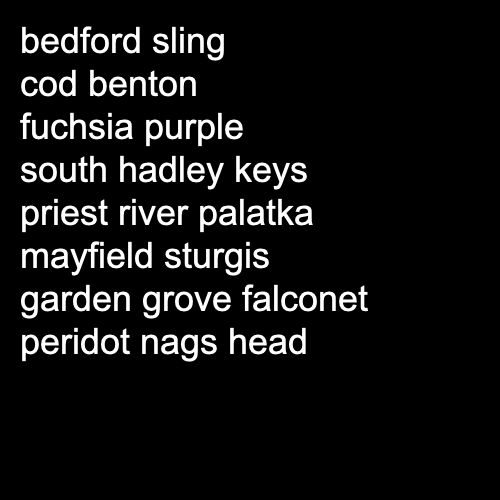 bedford sling
cod benton
fuchsia purple
south hadley keys
priest river palatka
mayfield sturgis
garden grove falconet
peridot nags head